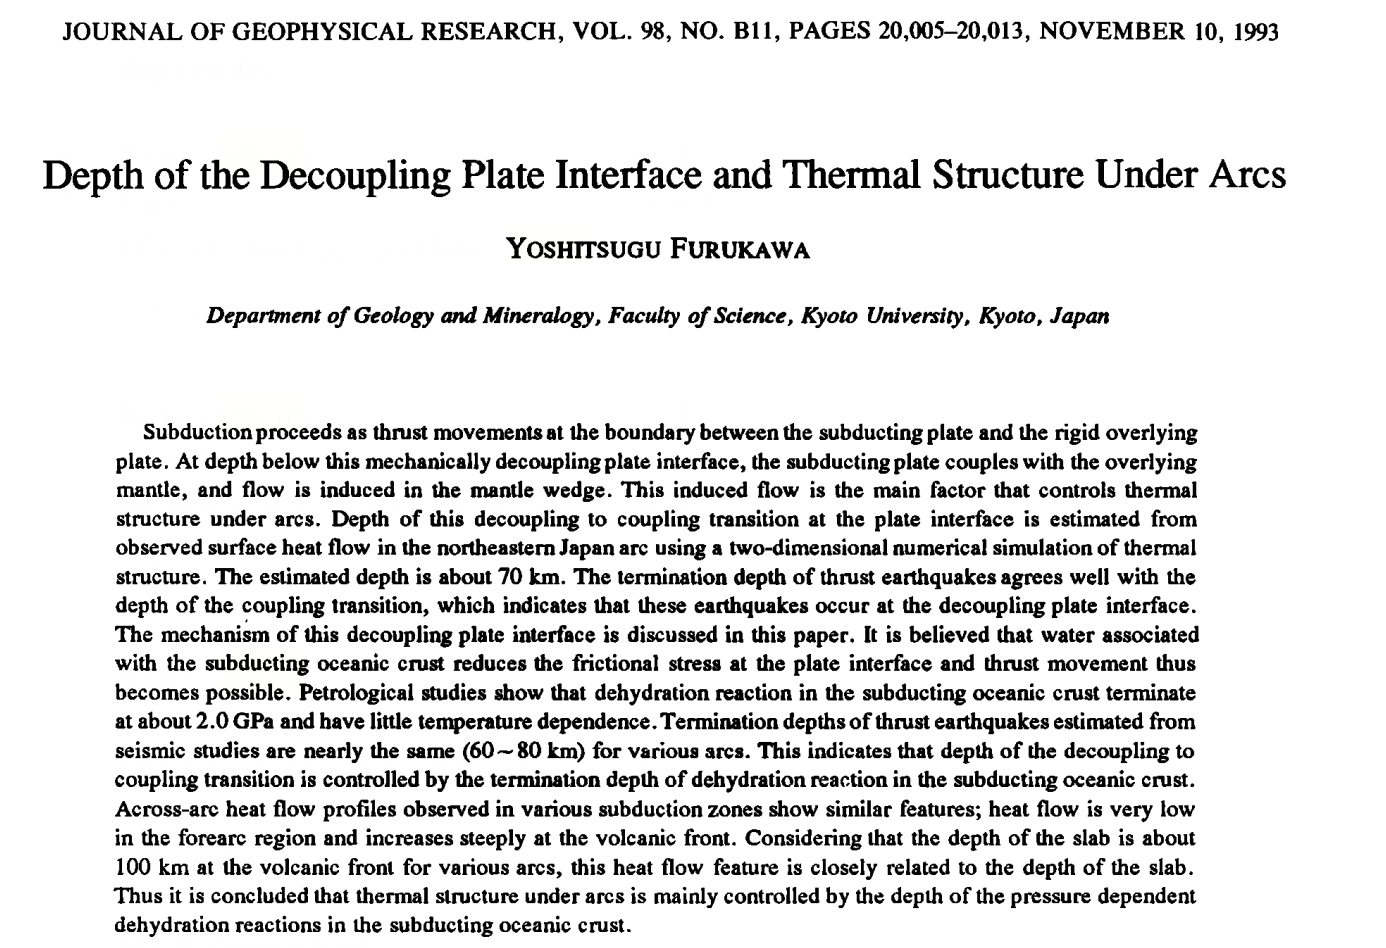 JOURNAL OF GEOPHYSICAL RESEARCH, VOL. 98, NO. B11, PAGES 20,005–20,013, NOVEMBER 10, 1993
Depth of the Decoupling Plate Interface and Thermal Structure Under Arcs
YOSHITSUGU FURUKAWA
Department of Geology and Mineralogy, Faculty of Science, Kyoto University, Kyoto, Japan
Subduction proceeds as thrust movements at the boundary between the subducting plate and the rigid overlying
plate. At depth below this mechanically decoupling plate interface, the subducting plate couples with the overlying
mantle, and flow is induced in the mantle wedge. This induced flow is the main factor that controls thermal
structure under arcs. Depth of this decoupling to coupling transition at the plate interface is estimated from
observed surface heat flow in the northeastern Japan arc using a two-dimensional numerical simulation of thermal
structure. The estimated depth is about 70 km. The termination depth of thrust earthquakes agrees well with the
depth of the coupling transition, which indicates that these earthquakes occur at the decoupling plate interface.
The mechanism of this decoupling plate interface is discussed in this paper. It is believed that water associated
with the subducting oceanic crust reduces the frictional stress at the plate interface and thrust movement thus
becomes possible. Petrological studies show that dehydration reaction in the subducting oceanic crust terminate
at about 2.0 GPa and have little temperature dependence. Termination depths of thrust earthquakes estimated from
seismic studies are nearly the same (60~80 km) for various arcs. This indicates that depth of the decoupling to
coupling transition is controlled by the termination depth of dehydration reaction in the subducting oceanic crust.
Across-arc heat flow profiles observed in various subduction zones show similar features; heat flow is very low
in the forearc region and increases steeply at the volcanic front. Considering that the depth of the slab is about
100 km at the volcanic front for various arcs, this heat flow feature is closely related to the depth of the slab.
Thus it is concluded that thermal structure under arcs is mainly controlled by the depth of the pressure dependent
dehydration reactions in the subducting oceanic crust.